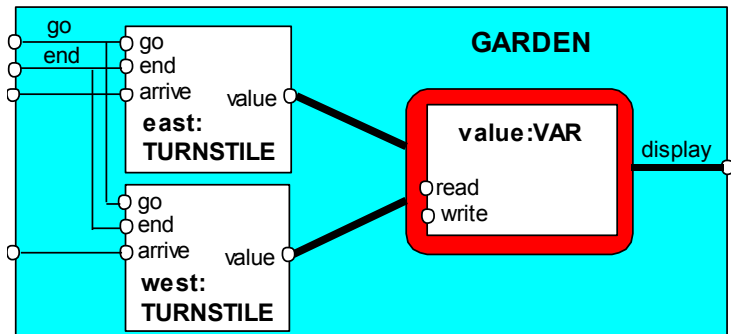 go
end
go
end
arrive
value
east:
TURNSTILE
GARDEN
value:VAR
read
write
display
go
end
arrive
value
west:
TURNSTILE